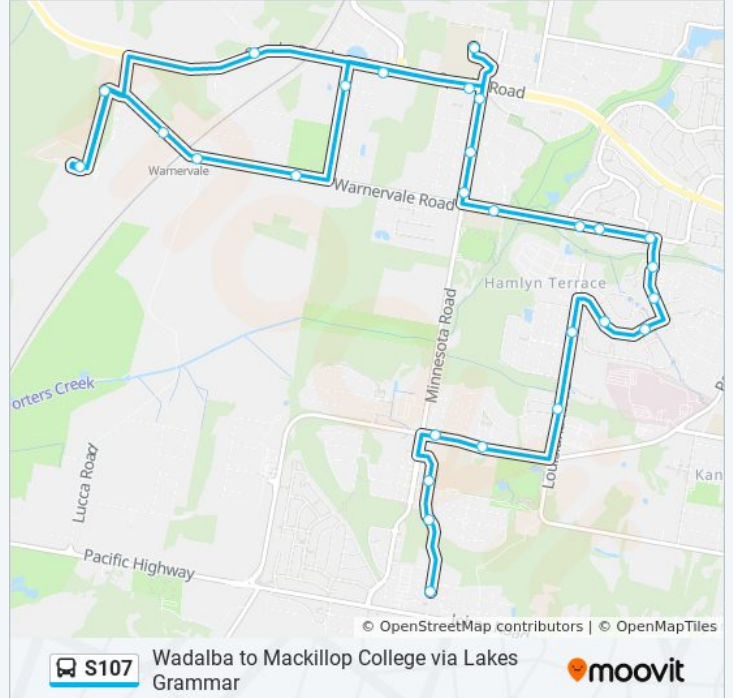 Road
Warnervale
Warnervale Road
Hamlyn Terrace
Minnesota Road
orters Creek
Lucca Road
Kan
Pacific Highway
© OpenStreetMap contributors | © OpenMapTiles
S107
Wadalba to Mackillop College via Lakes
Grammar
moovit